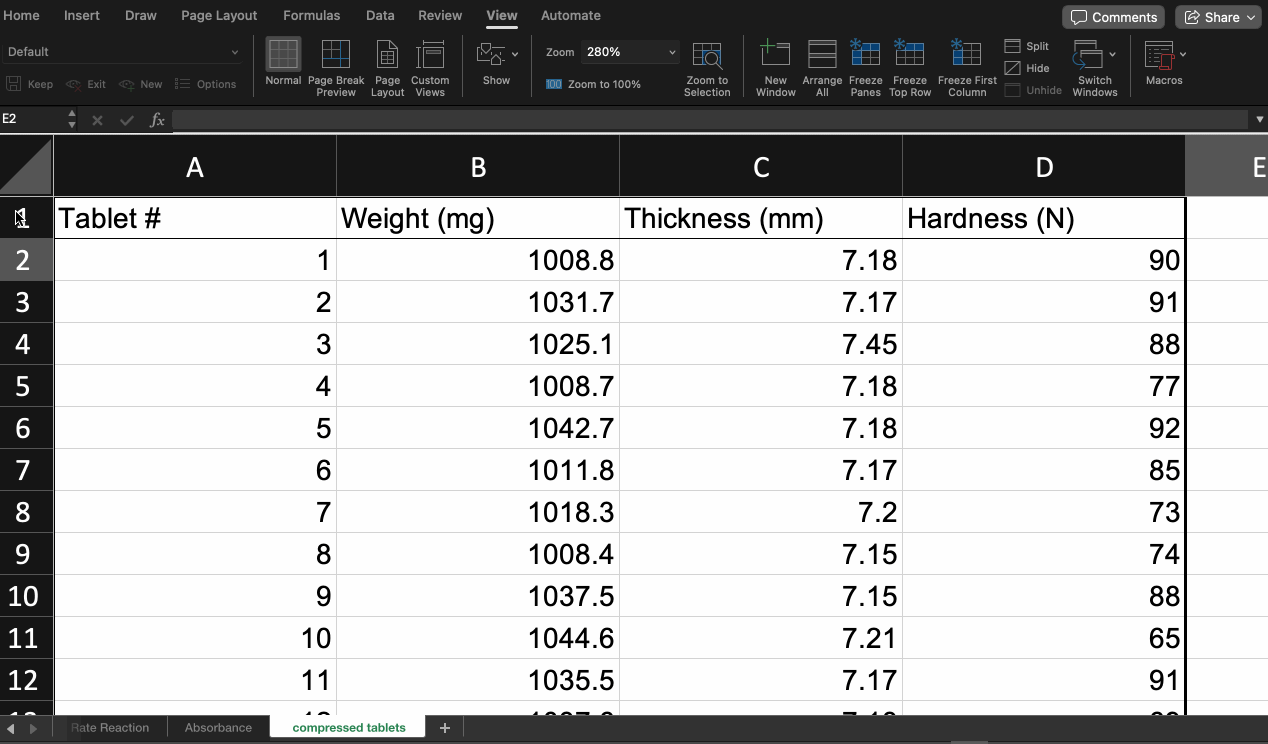 Home Insert Draw Page Layout Formulas Data Review View Automate Comments Share
Default
Keep Exit New Options
Normal Page Break Preview Page Layout Custom Views
Show
Zoom 280%
100 Zoom to 100%
Zoom to Selection
New Window Arrange All Freeze Panes Freeze Top Row Freeze First Column
Split
Hide
Unhide
Switch Windows
Macros
E2 fx
A B C D E
1 Tablet # Weight (mg) Thickness (mm) Hardness (N)
2 1 1008.8 7.18 90
3 2 1031.7 7.17 91
4 3 1025.1 7.45 88
5 4 1008.7 7.18 77
6 5 1042.7 7.18 92
7 6 1011.8 7.17 85
8 7 1018.3 7.2 73
9 8 1008.4 7.15 74
10 9 1037.5 7.15 88
11 10 1044.6 7.21 65
12 11 1035.5 7.17 91
Rate Reaction Absorbance compressed tablets +